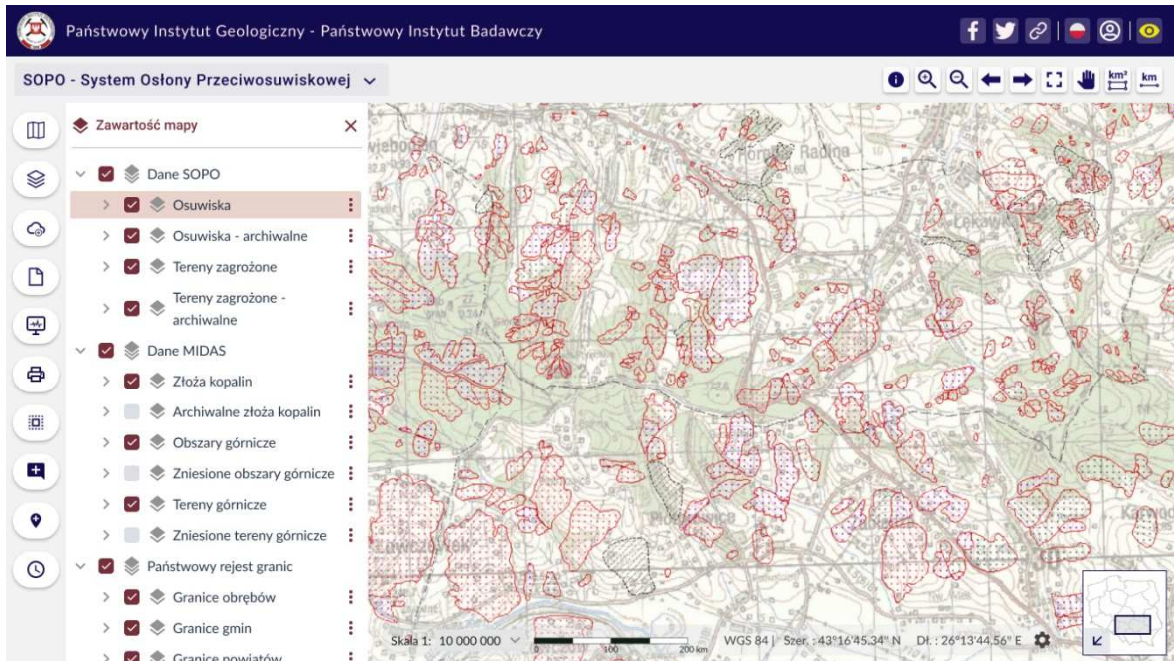 Państwowy Instytut Geologiczny - Państwowy Instytut Badawczy
SOPO - System Osłony Przeciwosuwiskowej
km²
km
Zawartość mapy
Dane SOPO
Osuwiska
Osuwiska - archiwalne
Tereny zagrożone
Tereny zagrożone -
archiwalne
Dane MIDAS
Złoża kopalin
Archiwalne złoża kopalin
Obszary górnicze
Zniesione obszary górnicze
Tereny górnicze
Zniesione tereny górnicze
Państwowy rejest granic
Granice obrębów
Granice gmin
Granice powiatów
Radlna
Skala 1: 10 000 000
0 100 200 km
WGS 84 | Szer. : 43°16'45.34" N Dł. : 26°13'44.56" E